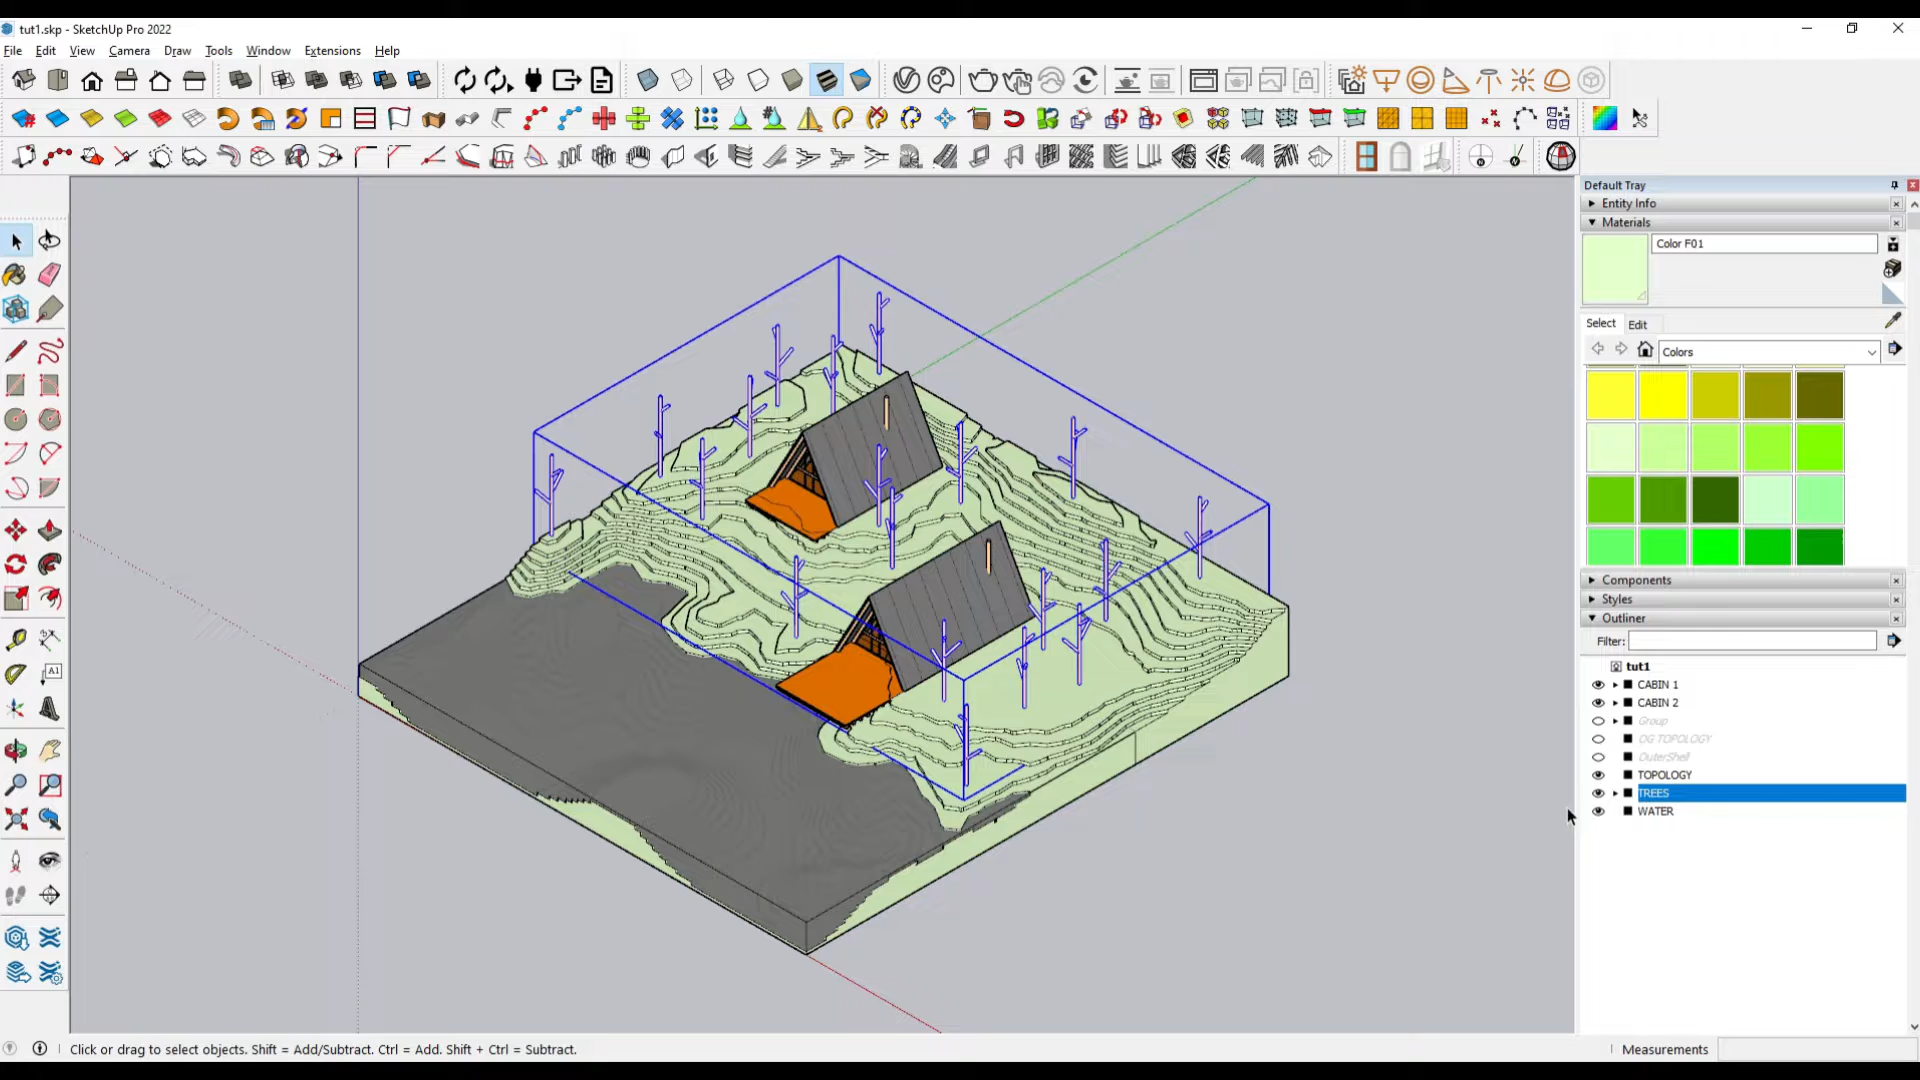 tut1.skp - SketchUp Pro 2022
File Edit View Camera Draw Tools Window Extensions Help
Default Tray
Entity Info
Materials
Color F01
Select Edit
Colors
Components
Styles
Outliner
Filter:
tut1
CABIN 1
CABIN 2
Group
OG TOPOLOGY
OuterShell
TOPOLOGY
TREES
WATER
A1
Click or drag to select objects. Shift = Add/Subtract. Ctrl = Add. Shift + Ctrl = Subtract.
Measurements